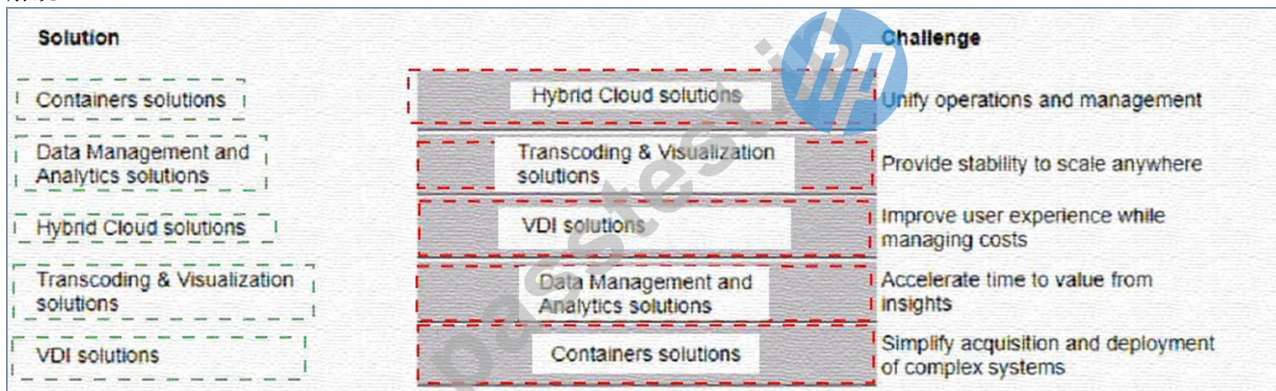 Solution
Challenge
Containers solutions
Hybrid Cloud solutions
Unify operations and management
Data Management and
Analytics solutions
Transcoding & Visualization
solutions
Provide stability to scale anywhere
Hybrid Cloud solutions
VDI solutions
Improve user experience while
managing costs
Transcoding & Visualization
solutions
Data Management and
Analytics solutions
Accelerate time to value from
insights
VDI solutions
Containers solutions
Simplify acquisition and deployment
of complex systems
hp